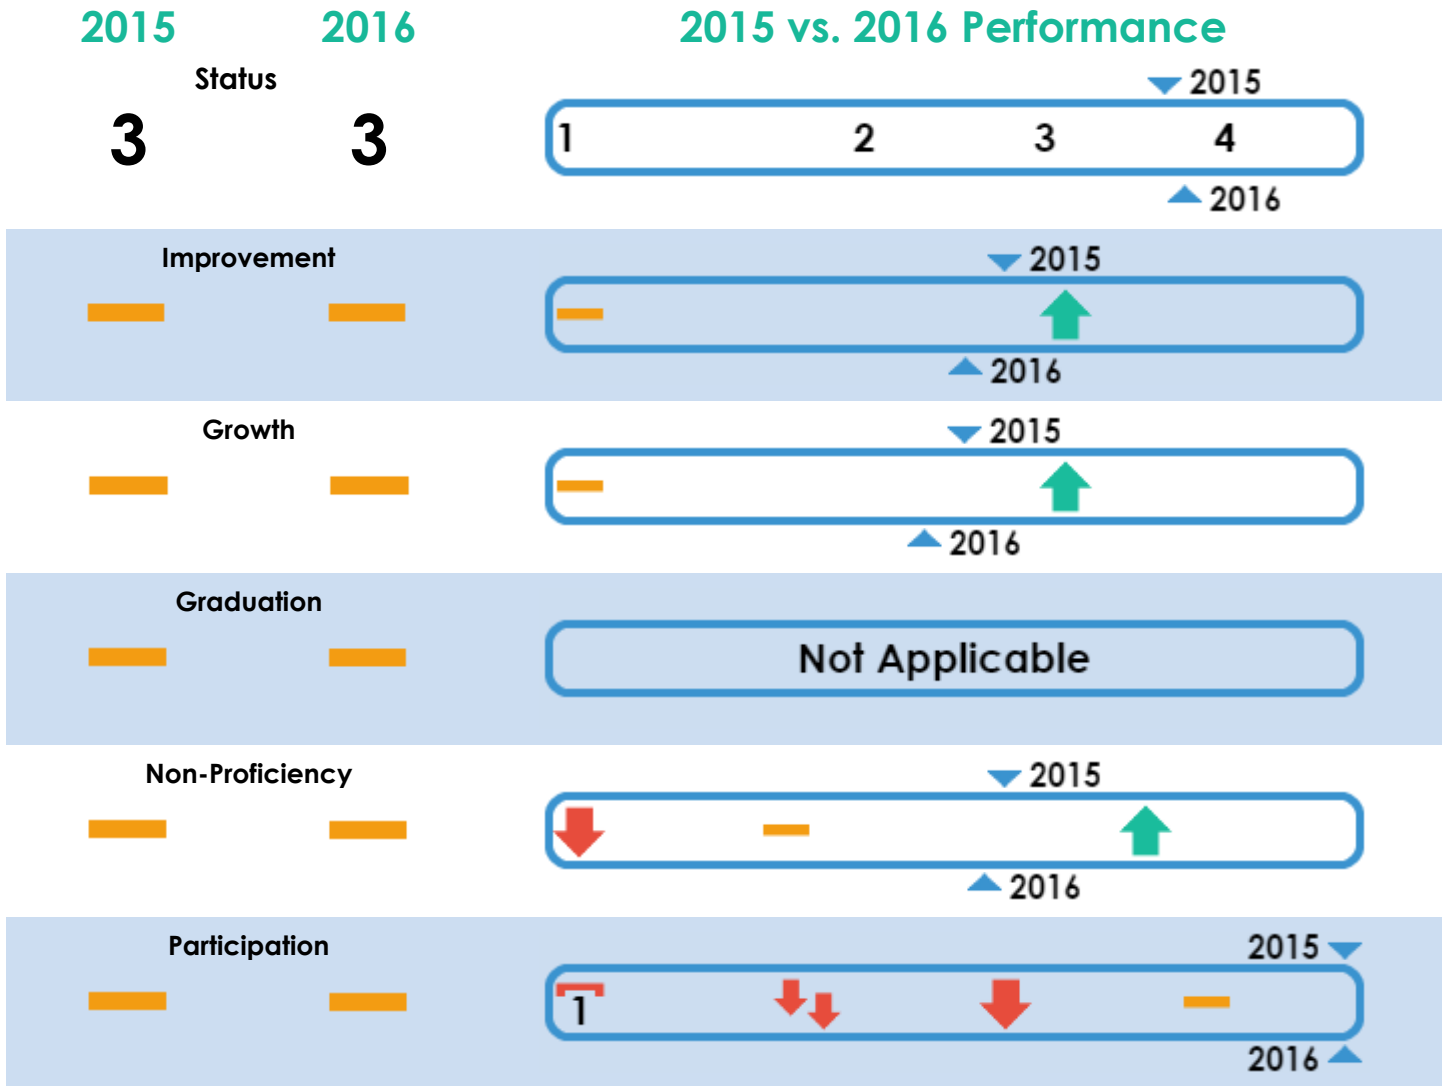 2015 2016 2015 vs. 2016 Performance
Status
2015
3 3
1 2 3 4
2016
Improvement
2015
2016
Growth
2015
2016
Graduation
Not Applicable
Non-Proficiency
2015
2016
Participation
2015
1
2016